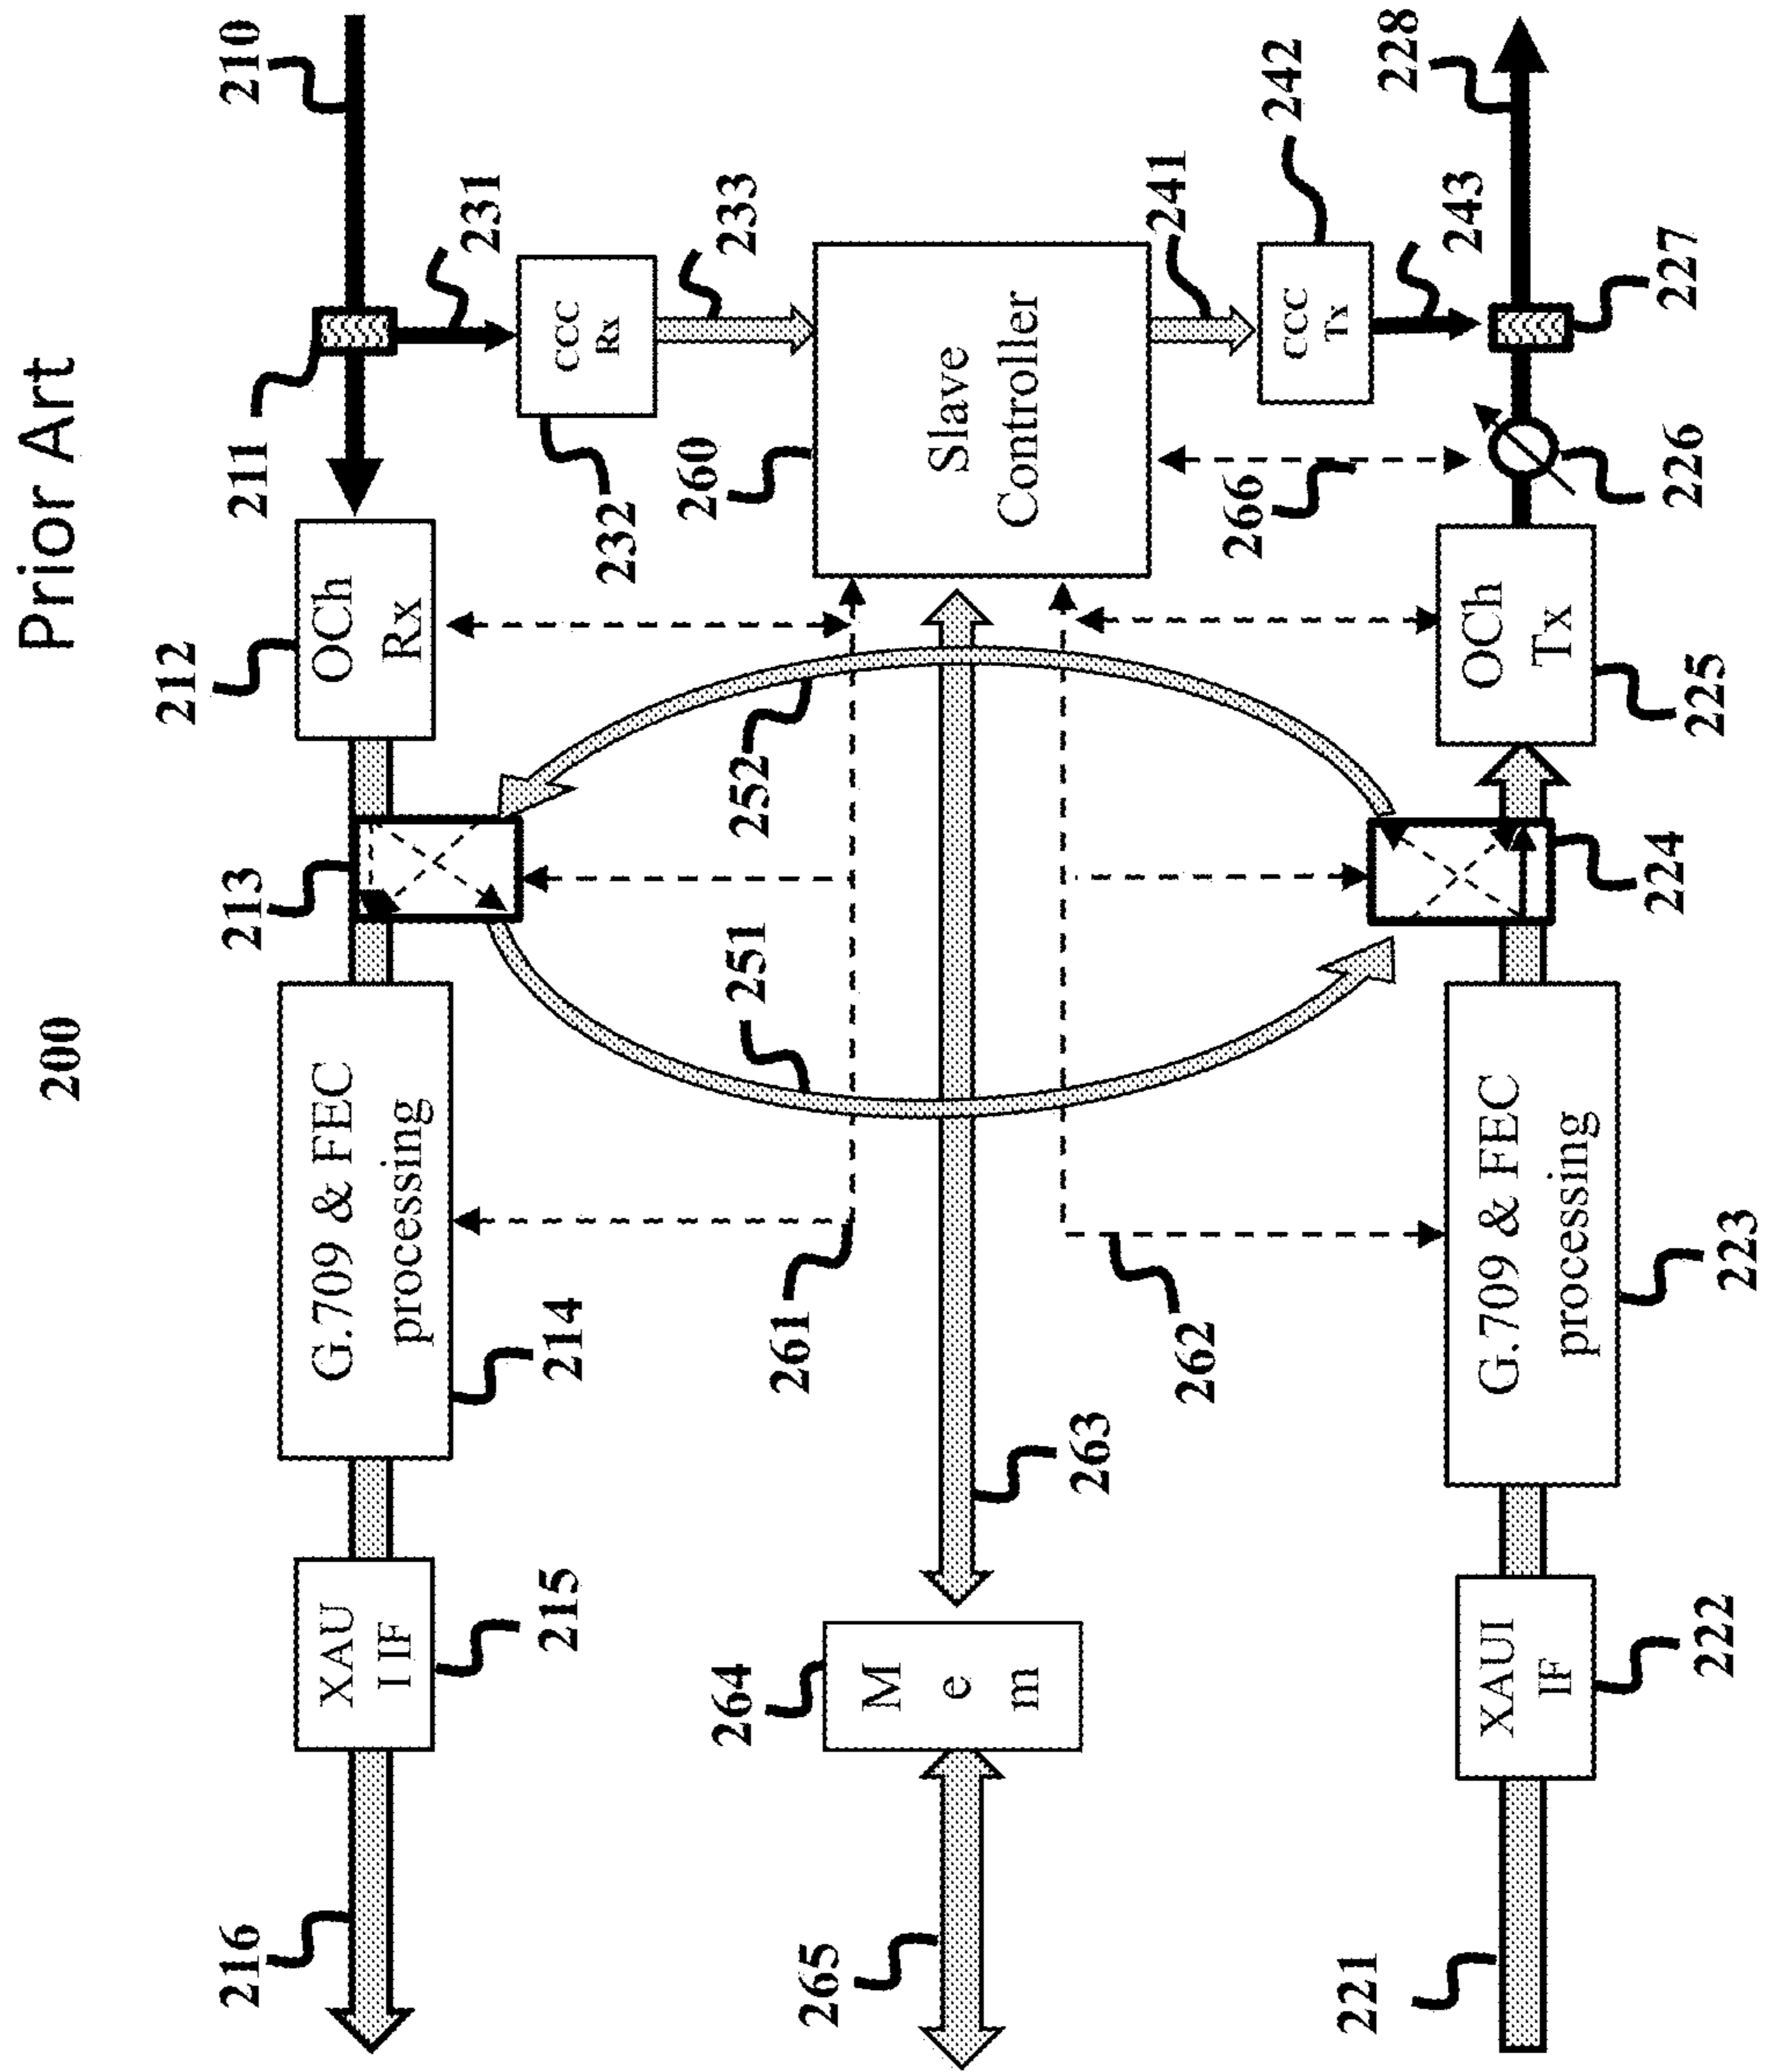 200
Prior Art
216
213
212
211
210
XAU
I IF
G.709 & FEC
processing
OCh
Rx
215
214
231
CCC
Rx
232
233
264
251
252
260
261
265
M
e
m
Slave
Controller
263
262
241
266
242
CCC
Tx
221
228
243
XAUI
IF
G.709 & FEC
processing
OCh
Tx
222
223
224
225
226
227